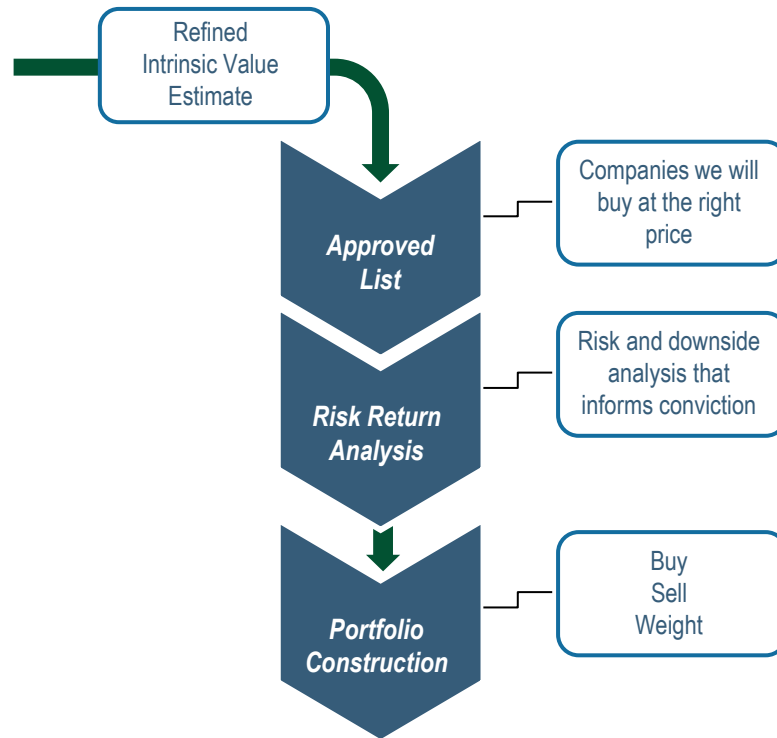 Refined
Intrinsic Value
Estimate
Approved
List
Companies we will
buy at the right
price
Risk Return
Analysis
Risk and downside
analysis that
informs conviction
Portfolio
Construction
Buy
Sell
Weight